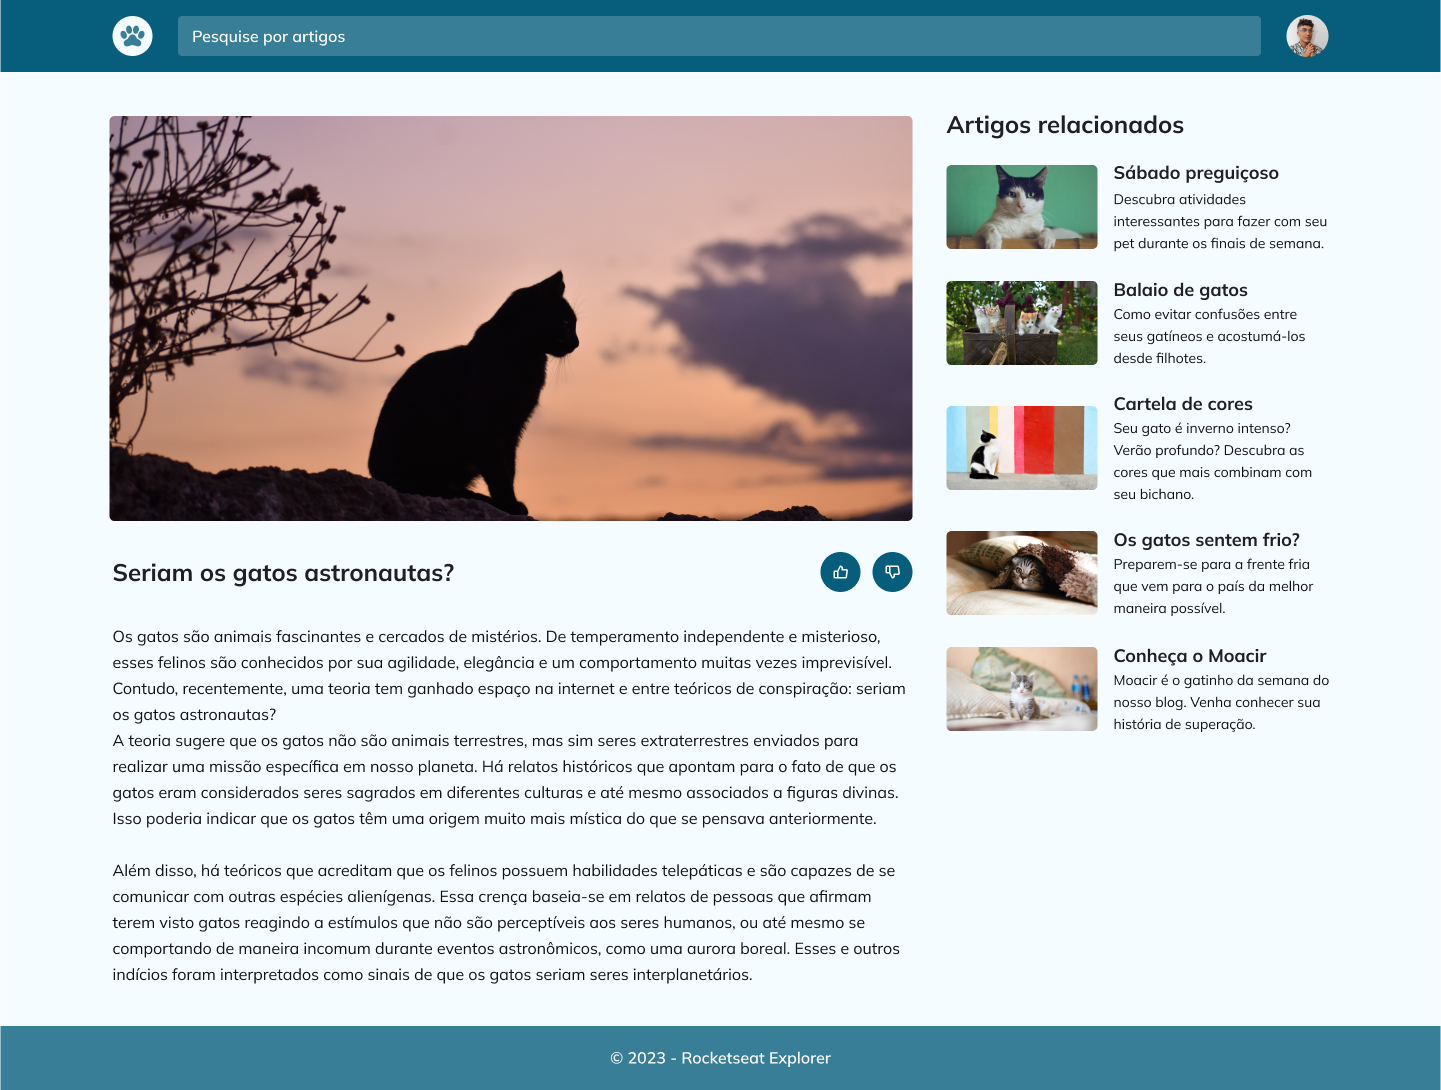 Pesquise por artigos
Seriam os gatos astronautas?
Os gatos são animais fascinantes e cercados de mistérios. De temperamento independente e misterioso,
esses felinos são conhecidos por sua agilidade, elegância e um comportamento muitas vezes imprevisível.
Contudo, recentemente, uma teoria tem ganhado espaço na internet e entre teóricos de conspiração: seriam
os gatos astronautas?
A teoria sugere que os gatos não são animais terrestres, mas sim seres extraterrestres enviados para
realizar uma missão específica em nosso planeta. Há relatos históricos que apontam para o fato de que os
gatos eram considerados seres sagrados em diferentes culturas e até mesmo associados a figuras divinas.
Isso poderia indicar que os gatos têm uma origem muito mais mística do que se pensava anteriormente.
Além disso, há teóricos que acreditam que os felinos possuem habilidades telepáticas e são capazes de se
comunicar com outras espécies alienígenas. Essa crença baseia-se em relatos de pessoas que afirmam
terem visto gatos reagindo a estímulos que não são perceptíveis aos seres humanos, ou até mesmo se
comportando de maneira incomum durante eventos astronômicos, como uma aurora boreal. Esses e outros
indícios foram interpretados como sinais de que os gatos seriam seres interplanetários.
Artigos relacionados
Sábado preguiçoso
Descubra atividades
interessantes para fazer com seu
pet durante os finais de semana.
Balaio de gatos
Como evitar confusões entre
seus gatíneos e acostumá-los
desde filhotes.
Cartela de cores
Seu gato é inverno intenso?
Verão profundo? Descubra as
cores que mais combinam com
seu bichano.
Os gatos sentem frio?
Preparem-se para a frente fria
que vem para o país da melhor
maneira possível.
Conheça o Moacir
Moacir é o gatinho da semana do
nosso blog. Venha conhecer sua
história de superação.
© 2023 - Rocketseat Explorer